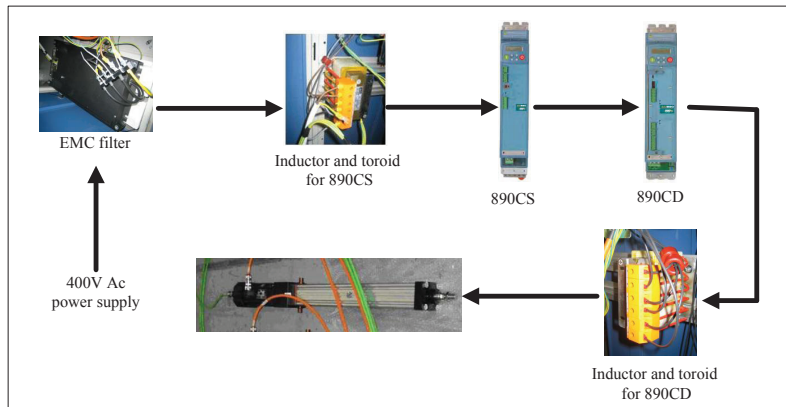 EMC filter
Inductor and toroid
for 890CS
890CS
890CD
400V Ac
power supply
Inductor and toroid
for 890CD